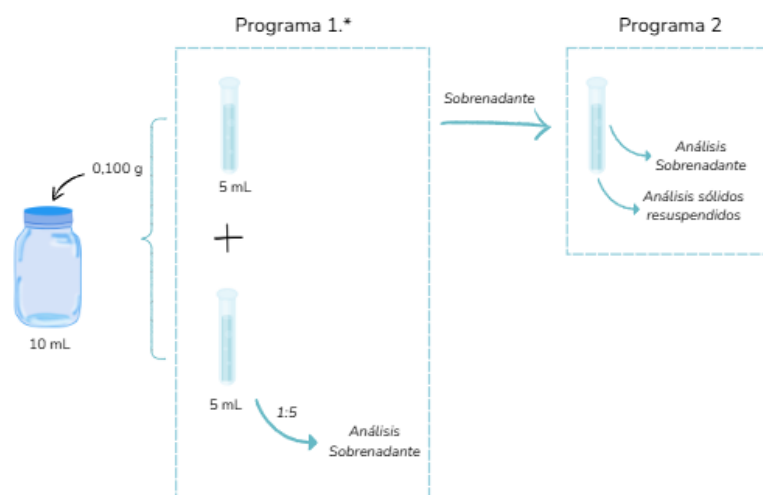 Programa 1.*
Programa 2
Sobrenadante
0,100 g
5 mL
Análisis
Sobrenadante
Análisis sólidos
resuspendidos
+
10 mL
5 mL
1:5
Análisis
Sobrenadante